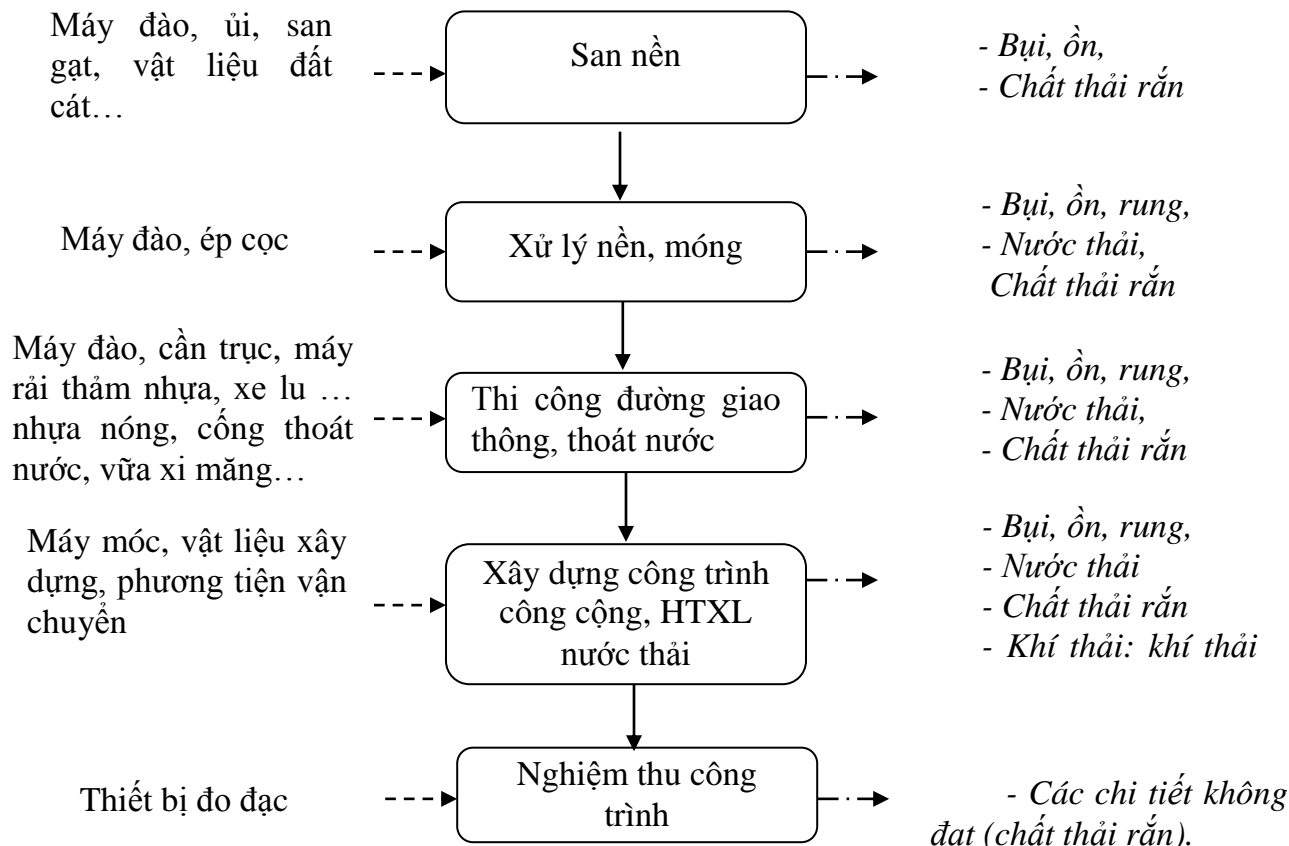 Máy đào, ủi, san
gạt, vật liệu đất
cát…
San nền
- Bụi, ồn,
- Chất thải rắn
Máy đào, ép cọc
Xử lý nền, móng
- Bụi, ồn, rung,
- Nước thải,
Chất thải rắn
Máy đào, cần trục, máy
rải thảm nhựa, xe lu …
nhựa nóng, cống thoát
nước, vữa xi măng…
Thi công đường giao
thông, thoát nước
- Bụi, ồn, rung,
- Nước thải,
- Chất thải rắn
Máy móc, vật liệu xây
dựng, phương tiện vận
chuyển
Xây dựng công trình
công cộng, HTXL
nước thải
- Bụi, ồn, rung,
- Nước thải
- Chất thải rắn
- Khí thải: khí thải
Thiết bị đo đạc
Nghiệm thu công
trình
- Các chi tiết không
đạt (chất thải rắn).